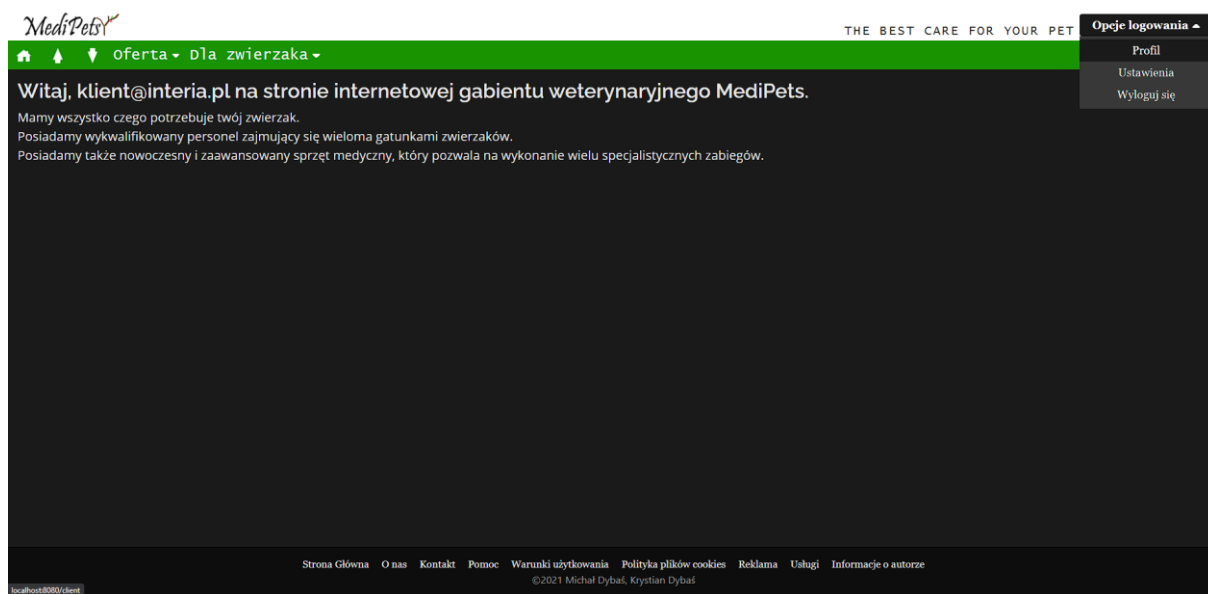 MediPets
THE BEST CARE FOR YOUR PET
Opcje logowania
Profil
Ustawienia
Wyloguj się
Oferta Dla zwierzaka
Witaj, klient@interia.pl na stronie internetowej gabientu weterynaryjnego MediPets.
Mamy wszystko czego potrzebuje twój zwierzak.
Posiadamy wykwalifikowany personel zajmujący się wieloma gatunkami zwierzaków.
Posiadamy także nowoczesny i zaawansowany sprzęt medyczny, który pozwala na wykonanie wielu specjalistycznych zabiegów.
Strona Główna O nas Kontakt Pomoc Warunki użytkowania Polityka plików cookies Reklama Usługi Informacje o autorze
©2021 Michał Dybaś, Krystian Dybaś
localhost:8080/client